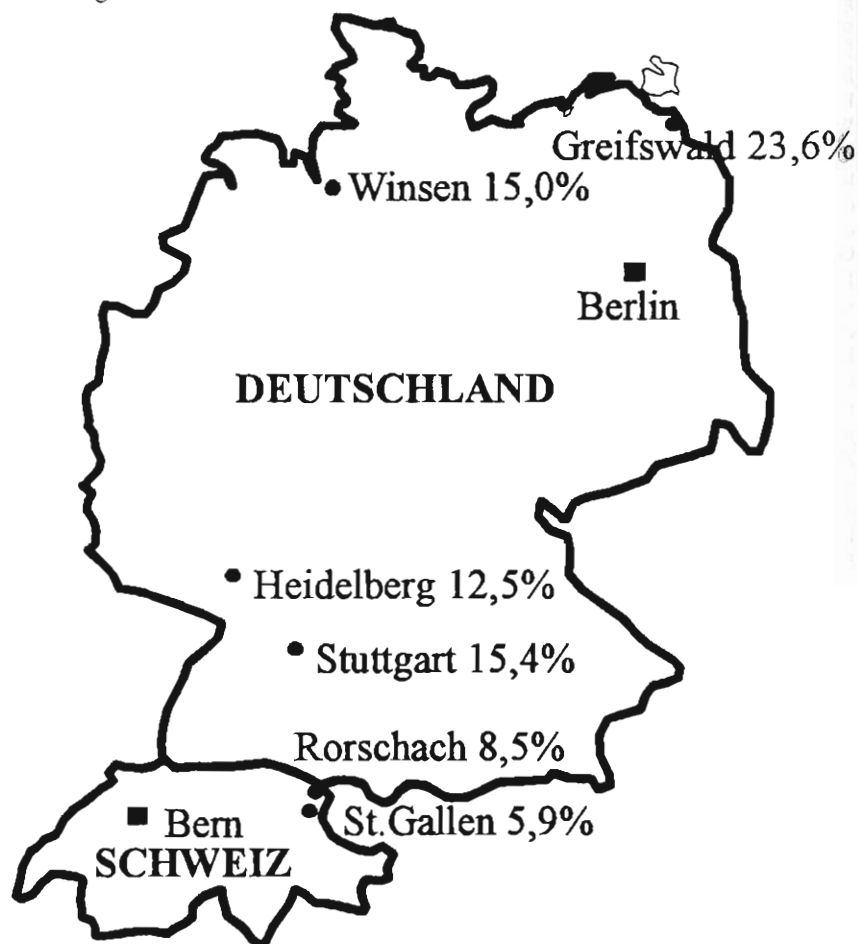 Greifswald 23,6%
Winsen 15,0%
Berlin
DEUTSCHLAND
Heidelberg 12,5%
Stuttgart 15,4%
Rorschach 8,5%
St.Gallen 5,9%
Bern
SCHWEIZ